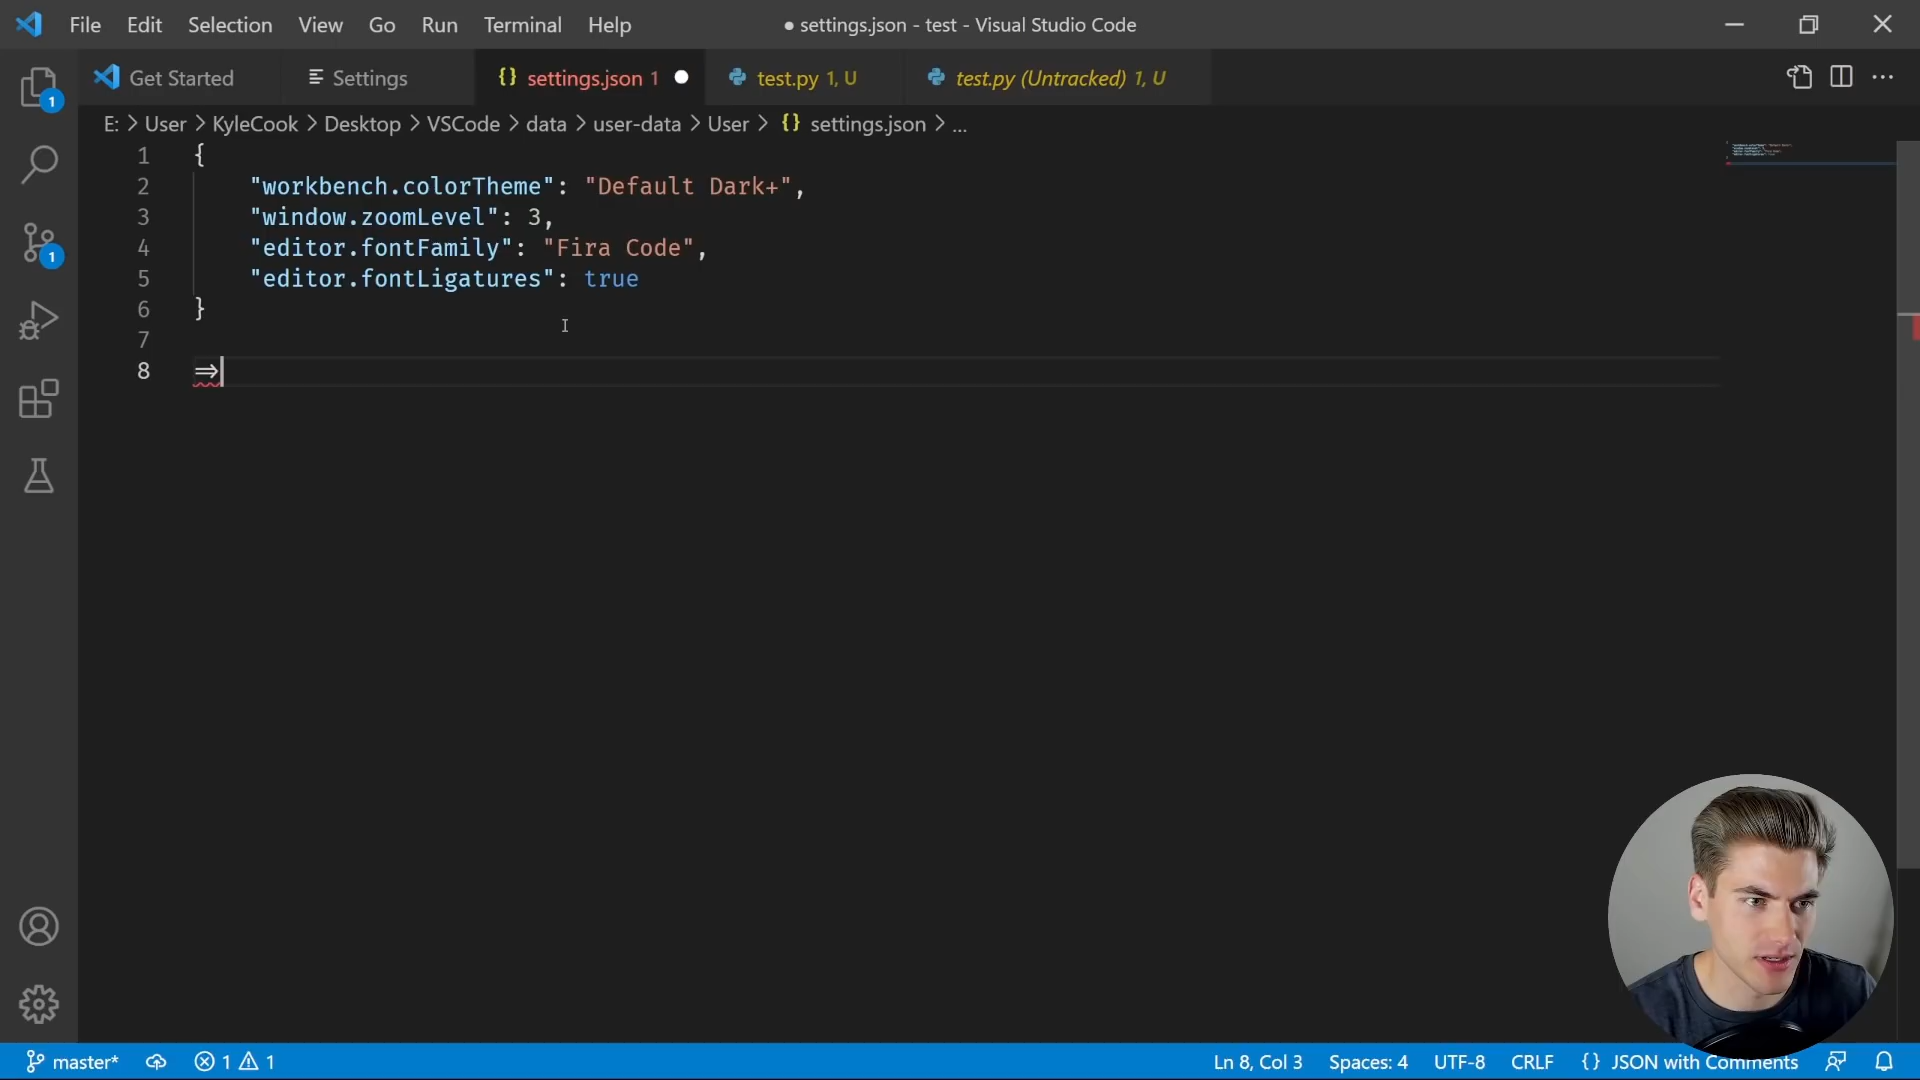 File Edit Selection View Go Run Terminal Help ● settings.json - test - Visual Studio Code
Get Started Settings {} settings.json 1 ● test.py 1, U test.py (Untracked) 1, U
E: > User > KyleCook > Desktop > VSCode > data > user-data > User > {} settings.json > ...
1 {
2 "workbench.colorTheme": "Default Dark+",
3 "window.zoomLevel": 3,
4 "editor.fontFamily": "Fira Code",
5 "editor.fontLigatures": true
6 }
7
8 =>
1
1
master* 1 1 Ln 8, Col 3 Spaces: 4 UTF-8 CRLF {} JSON with Comments